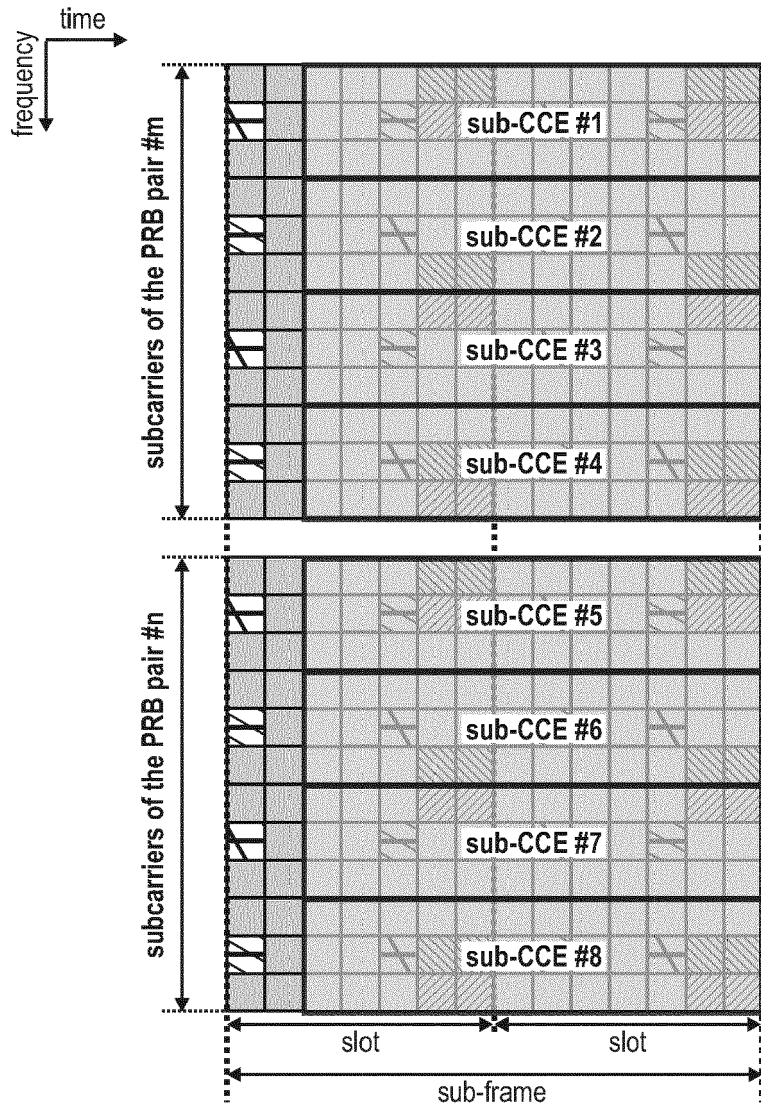 time
frequency
subcarriers of the PRB pair #m
sub-CCE #1
sub-CCE #2
sub-CCE #3
sub-CCE #4
subcarriers of the PRB pair #n
sub-CCE #5
sub-CCE #6
sub-CCE #7
sub-CCE #8
slot
slot
sub-frame